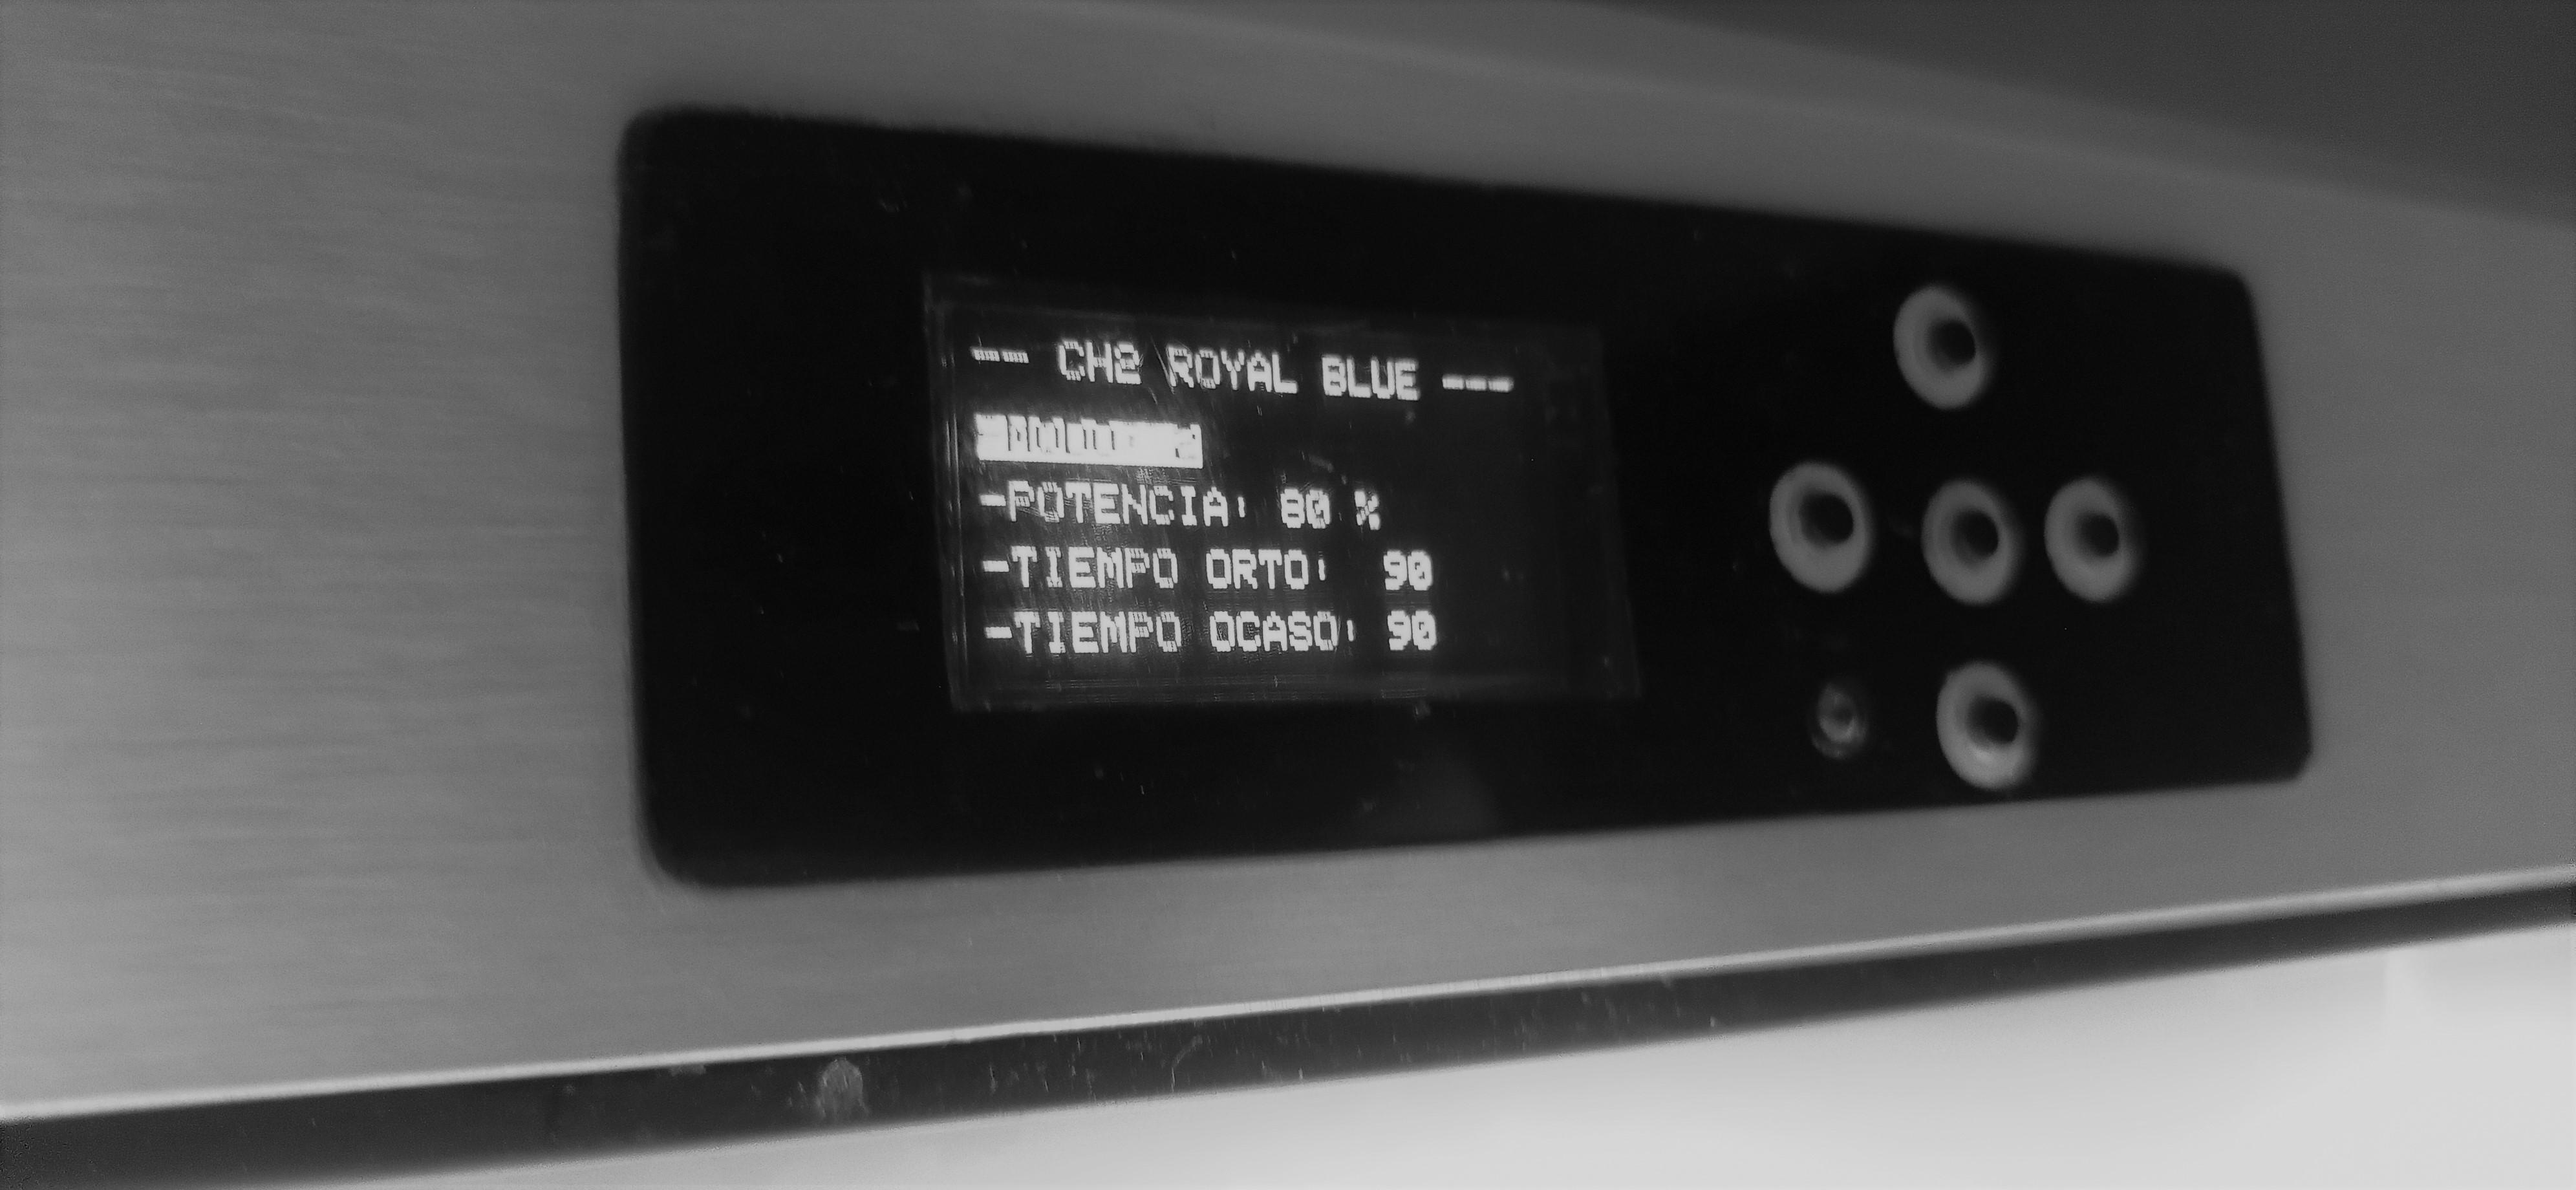 -- CH2 ROYAL BLUE ---
-POTENCIA: 80 %
-TIEMPO ORTO: 90
-TIEMPO OCASO: 90